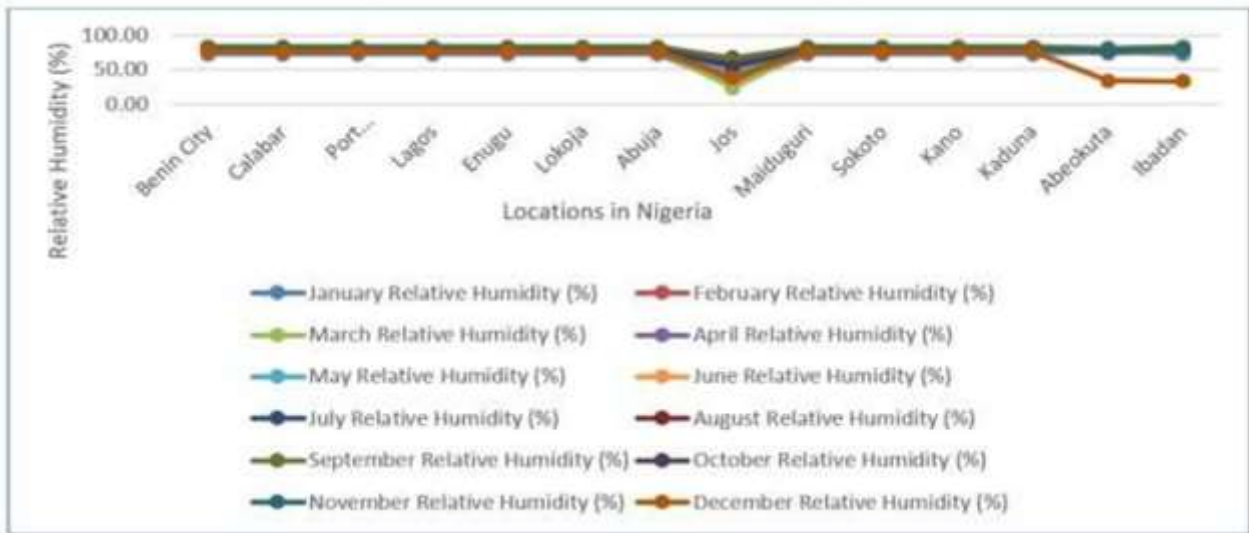 Relative Humidity (%)
100.00
50.00
0.00
Benin City
Calabar
Port...
Lagos
Enugu
Lokoja
Abuja
Jos
Maiduguri
Sokoto
Kano
Kaduna
Abeokuta
Ibadan
Locations in Nigeria
January Relative Humidity (%)
February Relative Humidity (%)
March Relative Humidity (%)
April Relative Humidity (%)
May Relative Humidity (%)
June Relative Humidity (%)
July Relative Humidity (%)
August Relative Humidity (%)
September Relative Humidity (%)
October Relative Humidity (%)
November Relative Humidity (%)
December Relative Humidity (%)